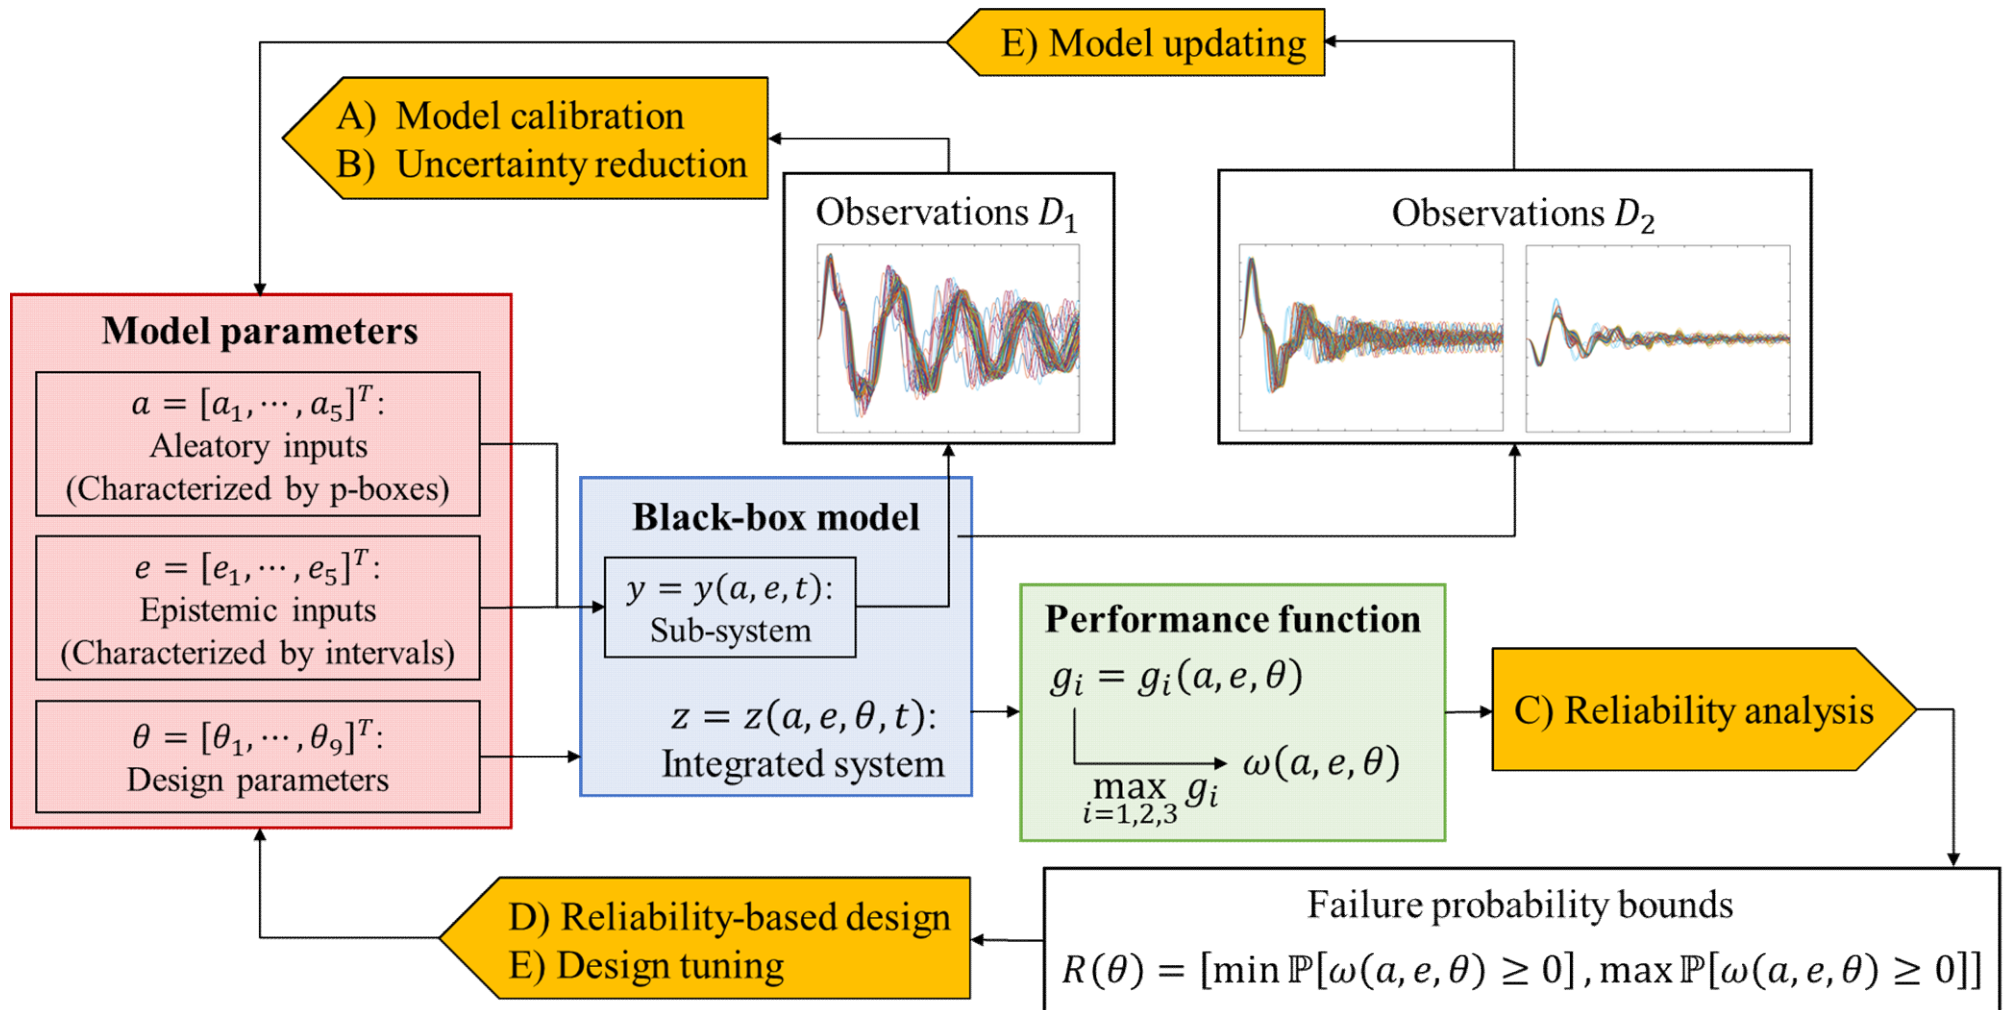 E) Model updating
A) Model calibration
B) Uncertainty reduction
Observations D₁
Observations D₂
Model parameters
a = [a₁, ⋯ , a₅]ᵀ:
Aleatory inputs
(Characterized by p-boxes)
e = [e₁, ⋯ , e₅]ᵀ:
Epistemic inputs
(Characterized by intervals)
θ = [θ₁, ⋯ , θ₉]ᵀ:
Design parameters
Black-box model
y = y(a, e, t):
Sub-system
z = z(a, e, θ, t):
Integrated system
Performance function
gᵢ = gᵢ(a, e, θ)
ω(a, e, θ)
max gᵢ
i=1,2,3
C) Reliability analysis
Failure probability bounds
R(θ) = [min ℙ[ω(a, e, θ) ≥ 0] , max ℙ[ω(a, e, θ) ≥ 0]]
D) Reliability-based design
E) Design tuning